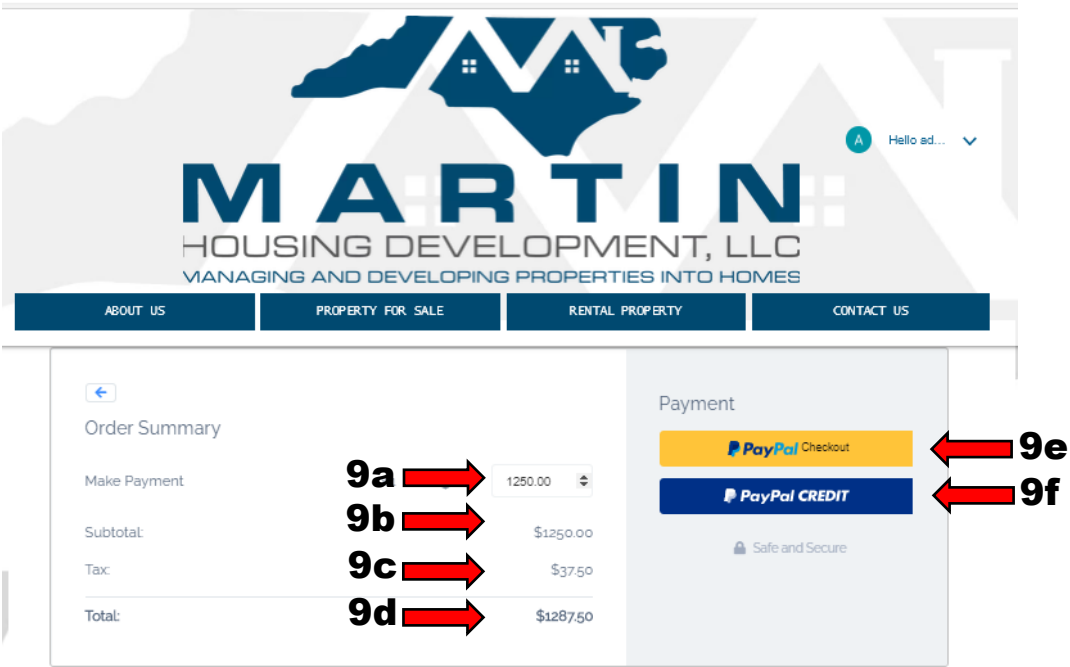 A Hello ad...
MARTIN
HOUSING DEVELOPMENT, LLC
MANAGING AND DEVELOPING PROPERTIES INTO HOMES
ABOUT US PROPERTY FOR SALE RENTAL PROPERTY CONTACT US
Order Summary
Make Payment 9a 1250.00
Subtotal: 9b $1250.00
Tax: 9c $37.50
Total: 9d $1287.50
Payment
PayPal Checkout 9e
PayPal CREDIT 9f
Safe and Secure